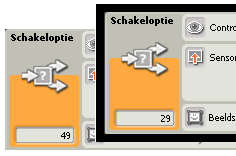 Schakeloptie
49
Schakeloptie
Contro
Sensor
29
Beelds